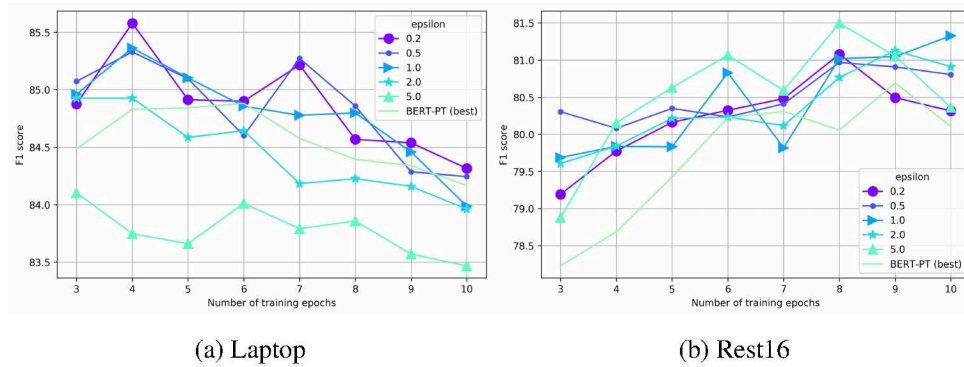 85.5
85.0
84.5
84.0
83.5
F1 score
3 4 5 6 7 8 9 10
Number of training epochs
epsilon
0.2
0.5
1.0
2.0
5.0
BERT-PT (best)
(a) Laptop
81.5
81.0
80.5
80.0
79.5
79.0
78.5
F1 score
3 4 5 6 7 8 9 10
Number of training epochs
epsilon
0.2
0.5
1.0
2.0
5.0
BERT-PT (best)
(b) Rest16